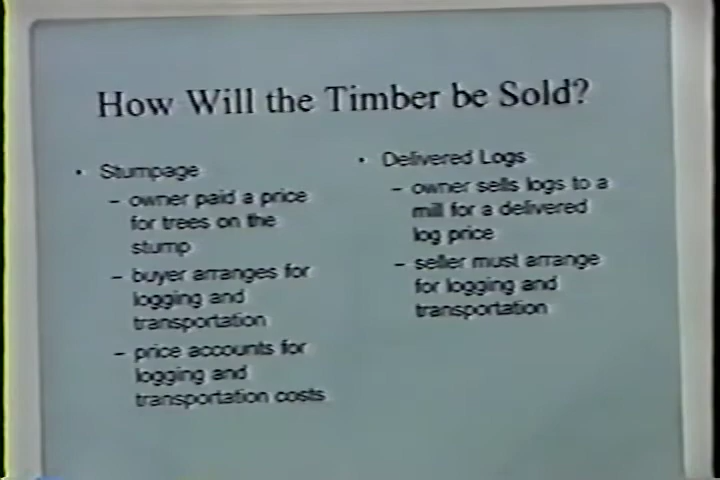 How Will the Timber be Sold?
• Stumpage
– owner paid a price
for trees on the
stump
– buyer arranges for
logging and
transportation
– price accounts for
logging and
transportation costs
• Delivered Logs
– owner sells logs to a
mill for a delivered
log price
– seller must arrange
for logging and
transportation